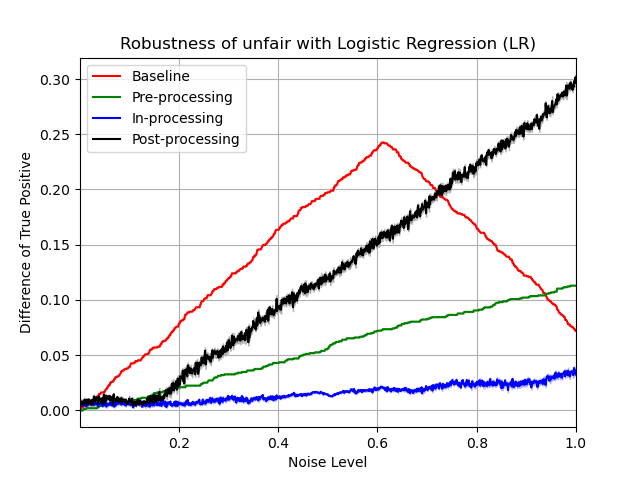 Robustness of unfair with Logistic Regression (LR)
Baseline
Pre-processing
In-processing
Post-processing
Difference of True Positive
0.30
0.25
0.20
0.15
0.10
0.05
0.00
0.2 0.4 0.6 0.8 1.0
Noise Level